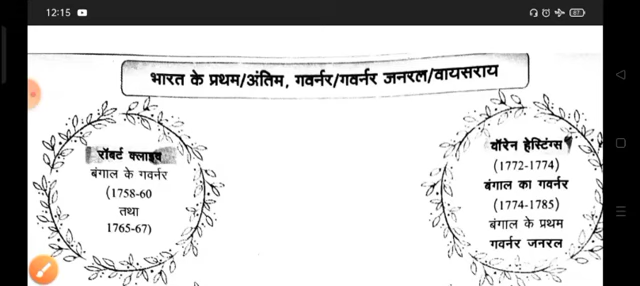 12:15
87
भारत के प्रथम/अंतिम, गवर्नर/गवर्नर जनरल/वायसराय
रॉबर्ट क्लाइव
बंगाल के गवर्नर
(1758-60
तथा
1765-67)
वॉरेन हेस्टिंग्स
(1772-1774)
बंगाल का गवर्नर
(1774-1785)
बंगाल के प्रथम
गवर्नर जनरल